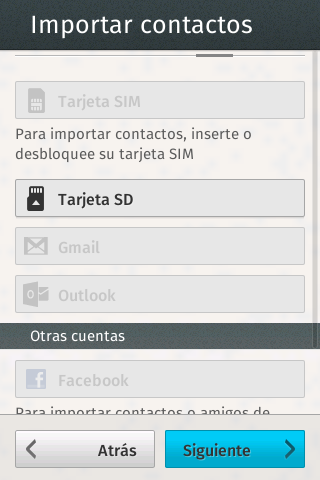 Importar contactos
Tarjeta SIM
Para importar contactos, inserte o
desbloquee su tarjeta SIM
Tarjeta SD
Gmail
Outlook
Otras cuentas
Facebook
Para importar contactos o amigos de
Atrás
Siguiente